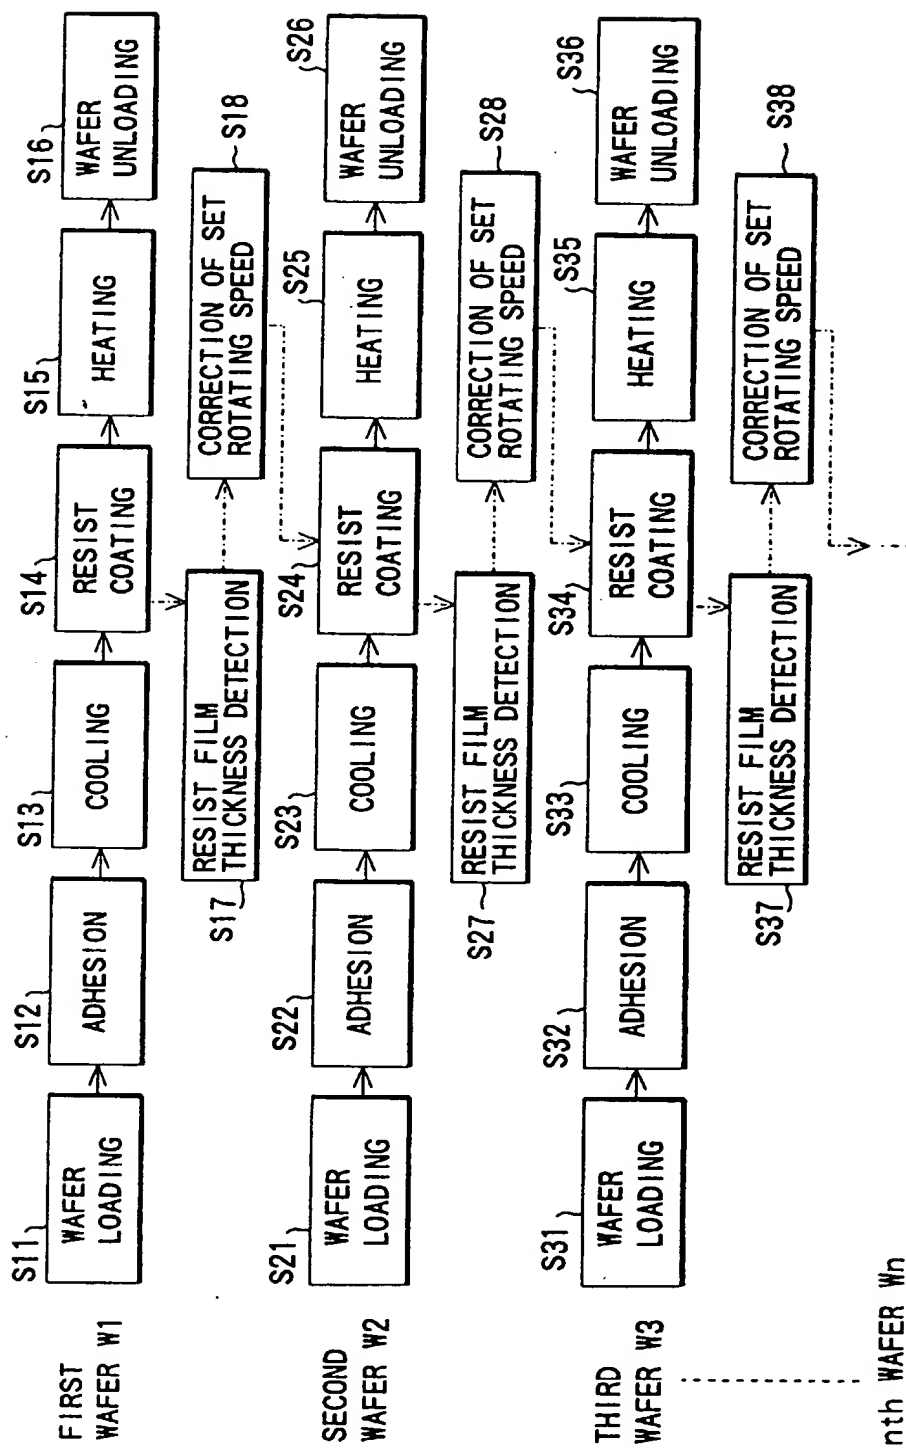 FIRST
WAFER W1
S11
WAFER
LOADING
S12
ADHESION
S13
COOLING
S14
RESIST
COATING
S15
HEATING
S16
WAFER
UNLOADING
S17
RESIST FILM
THICKNESS DETECTION
S18
CORRECTION OF SET
ROTATING SPEED
SECOND
WAFER W2
S21
WAFER
LOADING
S22
ADHESION
S23
COOLING
S24
RESIST
COATING
S25
HEATING
S26
WAFER
UNLOADING
S27
RESIST FILM
THICKNESS DETECTION
S28
CORRECTION OF SET
ROTATING SPEED
THIRD
WAFER W3
S31
WAFER
LOADING
S32
ADHESION
S33
COOLING
S34
RESIST
COATING
S35
HEATING
S36
WAFER
UNLOADING
S37
RESIST FILM
THICKNESS DETECTION
S38
CORRECTION OF SET
ROTATING SPEED
nth WAFER Wn